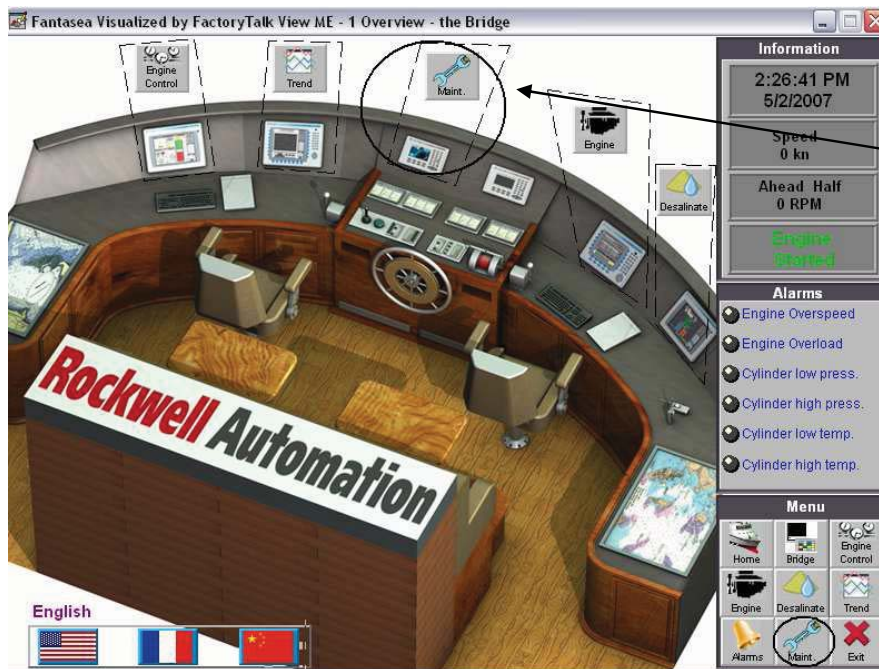 Fantasea Visualized by FactoryTalk View ME - 1 Overview - the Bridge
Engine
Control
Trend
Maint.
Engine
Desalinate
Rockwell Automation
English
Information
2:26:41 PM
5/2/2007
Speed
0 kn
Ahead Half
0 RPM
Engine
Started
Alarms
Engine Overspeed
Engine Overload
Cylinder low press.
Cylinder high press.
Cylinder low temp.
Cylinder high temp.
Menu
Home
Bridge
Engine
Control
Engine
Desalinate
Trend
Alarms
Maint.
Exit